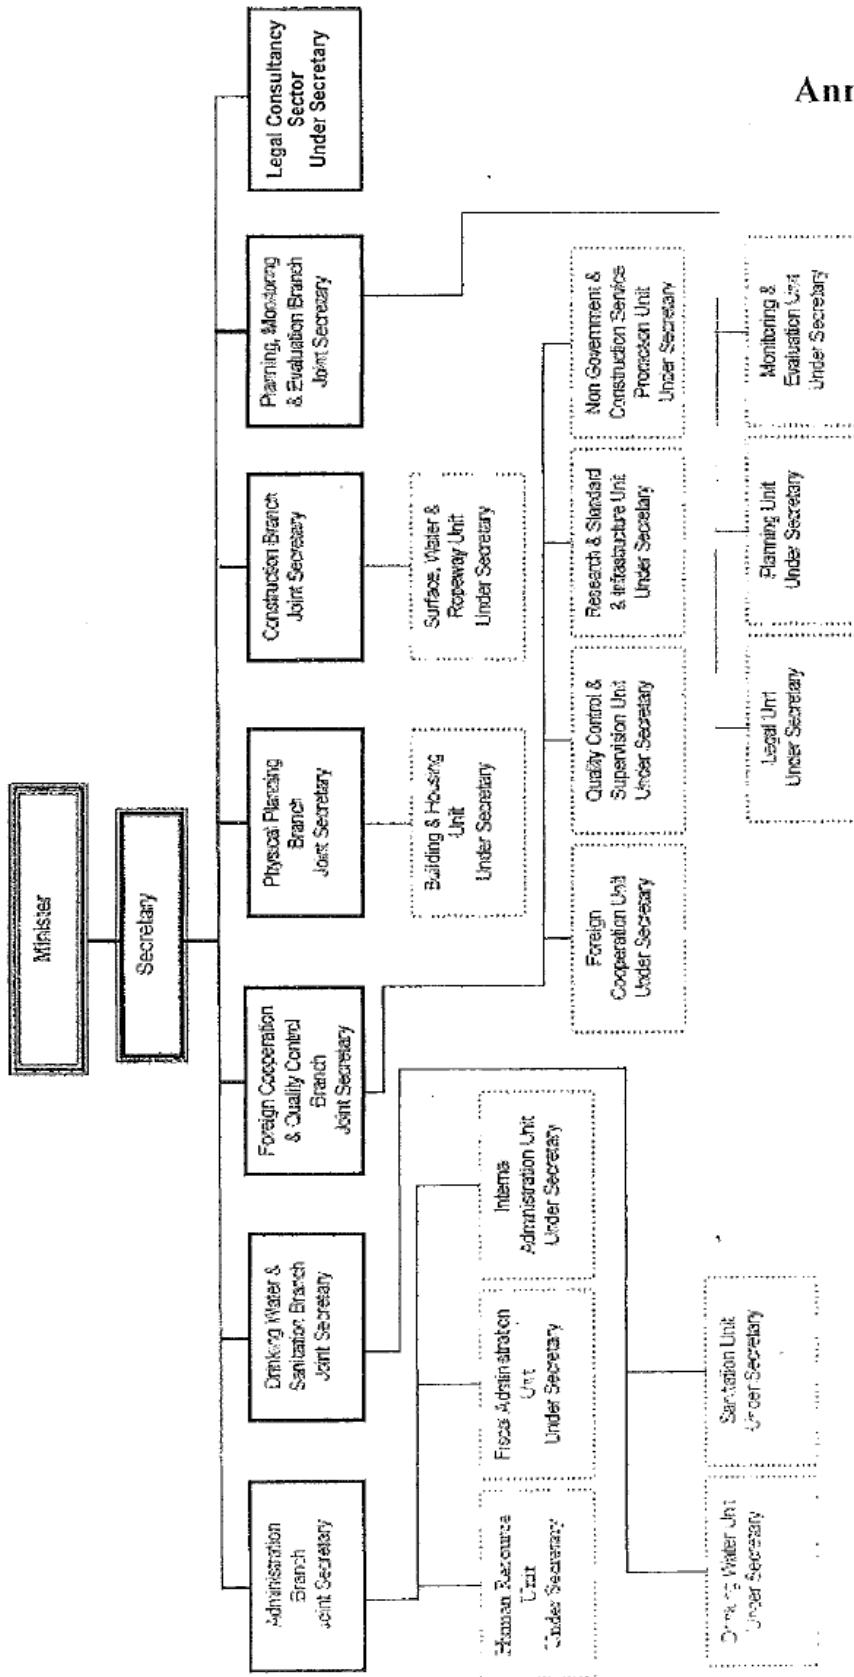 Ann
Minister
Secretary
Administration
Branch
Joint Secretary
Drinking Water &
Sanitation Branch
Joint Secretary
Foreign Cooperation
& Quality Control
Branch
Joint Secretary
Physical Planning
Branch
Joint Secretary
Construction Branch
Joint Secretary
Planning, Monitoring
& Evaluation Branch
Joint Secretary
Legal Consultancy
Sector
Under Secretary
Building & Housing
Unit
Under Secretary
Surface, Water &
Ropeway Unit
Under Secretary
Human Resource
Unit
Under Secretary
Fiscal Administration
Unit
Under Secretary
Internal
Administration Unit
Under Secretary
Foreign
Cooperation Unit
Under Secretary
Quality Control &
Supervision Unit
Under Secretary
Research & Standard
& Infrastructure Unit
Under Secretary
Non Government &
Construction Service
Promotion Unit
Under Secretary
Drinking Water Unit
Under Secretary
Sanitation Unit
Under Secretary
Legal Unit
Under Secretary
Planning Unit
Under Secretary
Monitoring &
Evaluation Unit
Under Secretary